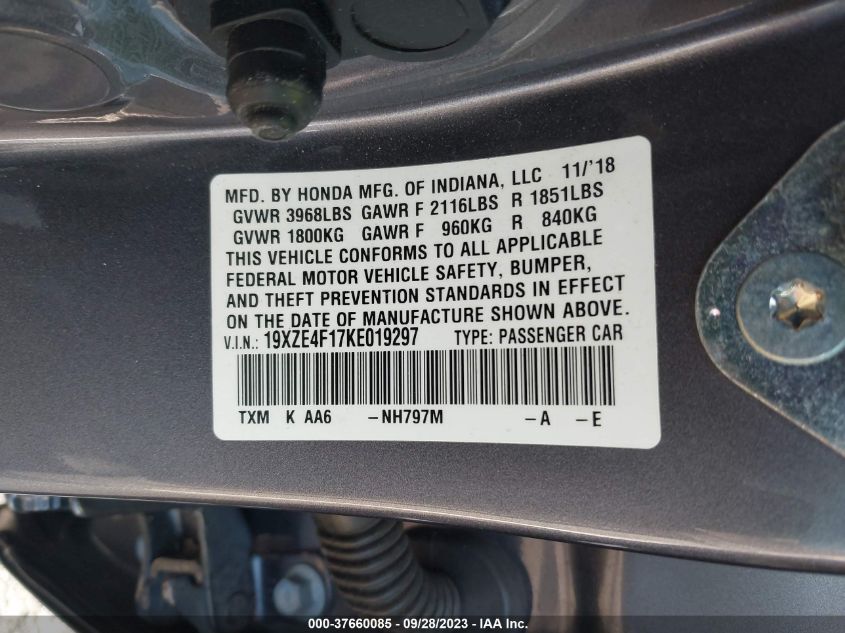 MFD. BY HONDA MFG. OF INDIANA, LLC 11/'18
GVWR 3968LBS GAWR F 2116LBS R 1851LBS
GVWR 1800KG GAWR F 960KG R 840KG
THIS VEHICLE CONFORMS TO ALL APPLICABLE
FEDERAL MOTOR VEHICLE SAFETY, BUMPER,
AND THEFT PREVENTION STANDARDS IN EFFECT
ON THE DATE OF MANUFACTURE SHOWN ABOVE.
V.I.N.: 19XZE4F17KE019297 TYPE: PASSENGER CAR
TXM K AA6 -NH797M -A -E
000-37660085 - 09/28/2023 - IAA Inc.